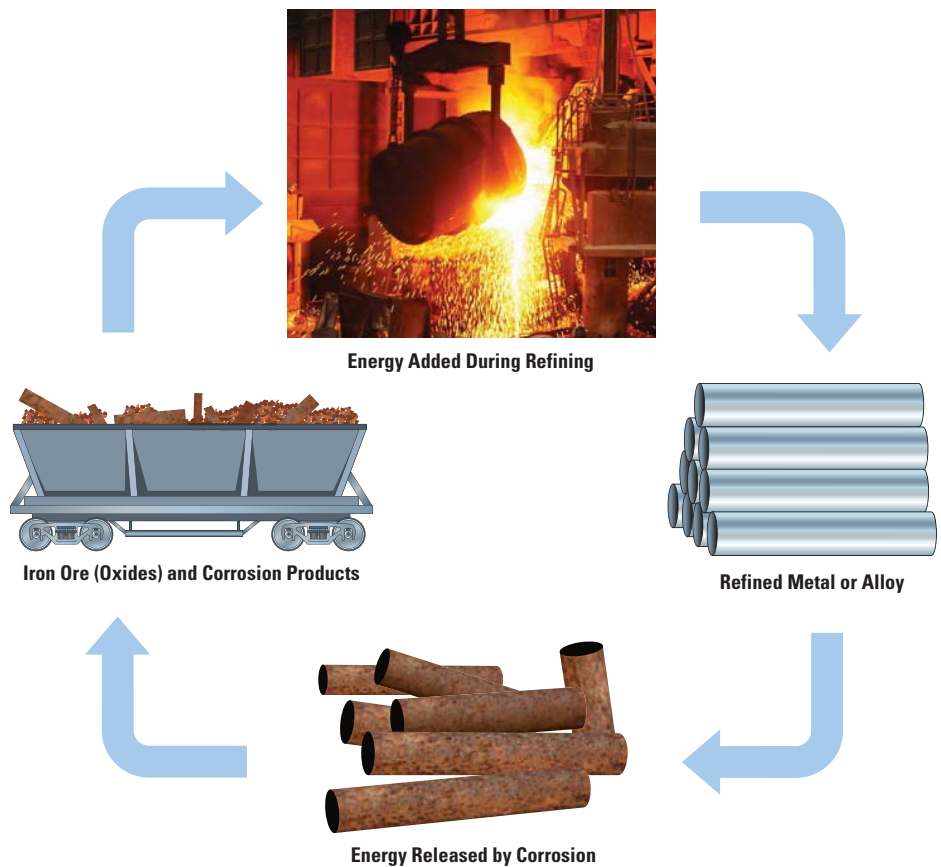 Energy Added During Refining
Iron Ore (Oxides) and Corrosion Products
Refined Metal or Alloy
Energy Released by Corrosion